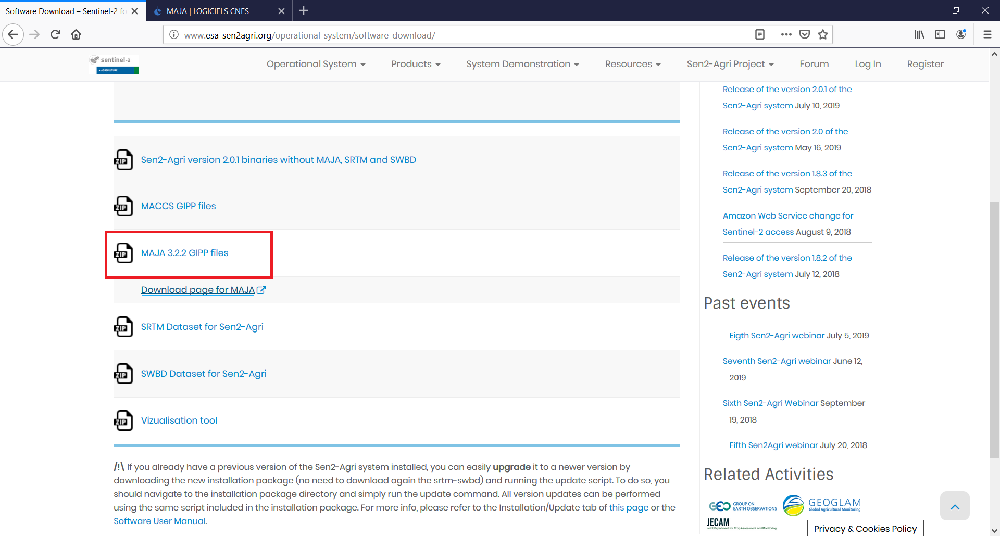 Software Download – Sentinel-2 fo
MAJA | LOGICIELS CNES
www.esa-sen2agri.org/operational-system/software-download/
sentinel-2
AGRICULTURE
Operational System
Products
System Demonstration
Resources
Sen2-Agri Project
Forum
Log In
Register
ZIP Sen2-Agri version 2.0.1 binaries without MAJA, SRTM and SWBD
ZIP MACCS GIPP files
ZIP MAJA 3.2.2 GIPP files
Download page for MAJA
ZIP SRTM Dataset for Sen2-Agri
ZIP SWBD Dataset for Sen2-Agri
ZIP Vizualisation tool
/!\ If you already have a previous version of the Sen2-Agri system installed, you can easily upgrade it to a newer version by
downloading the new installation package (no need to download again the srtm-swbd) and running the update script. To do so, you
should navigate to the installation package directory and simply run the update command. All version updates can be performed
using the same script included in the installation package. For more info, please refer to the Installation/Update tab of this page or the
Software User Manual.
Release of the version 2.0.1 of the
Sen2-Agri system July 10, 2019
Release of the version 2.0 of the
Sen2-Agri system May 16, 2019
Release of the version 1.8.3 of the
Sen2-Agri system September 20, 2018
Amazon Web Service change for
Sentinel-2 access August 9, 2018
Release of the version 1.8.2 of the
Sen2-Agri system July 12, 2018
Past events
Eigth Sen2-Agri webinar July 5, 2019
Seventh Sen2-Agri webinar June 12,
2019
Sixth Sen2-Agri Webinar September
19, 2018
Fifth Sen2Agri webinar July 20, 2018
Related Activities
GEO GROUP ON
EARTH OBSERVATIONS
GEOGLAM
Global Agricultural Monitoring
JECAM
Joint Experiment for Crop Assessment and Monitoring
Privacy & Cookies Policy